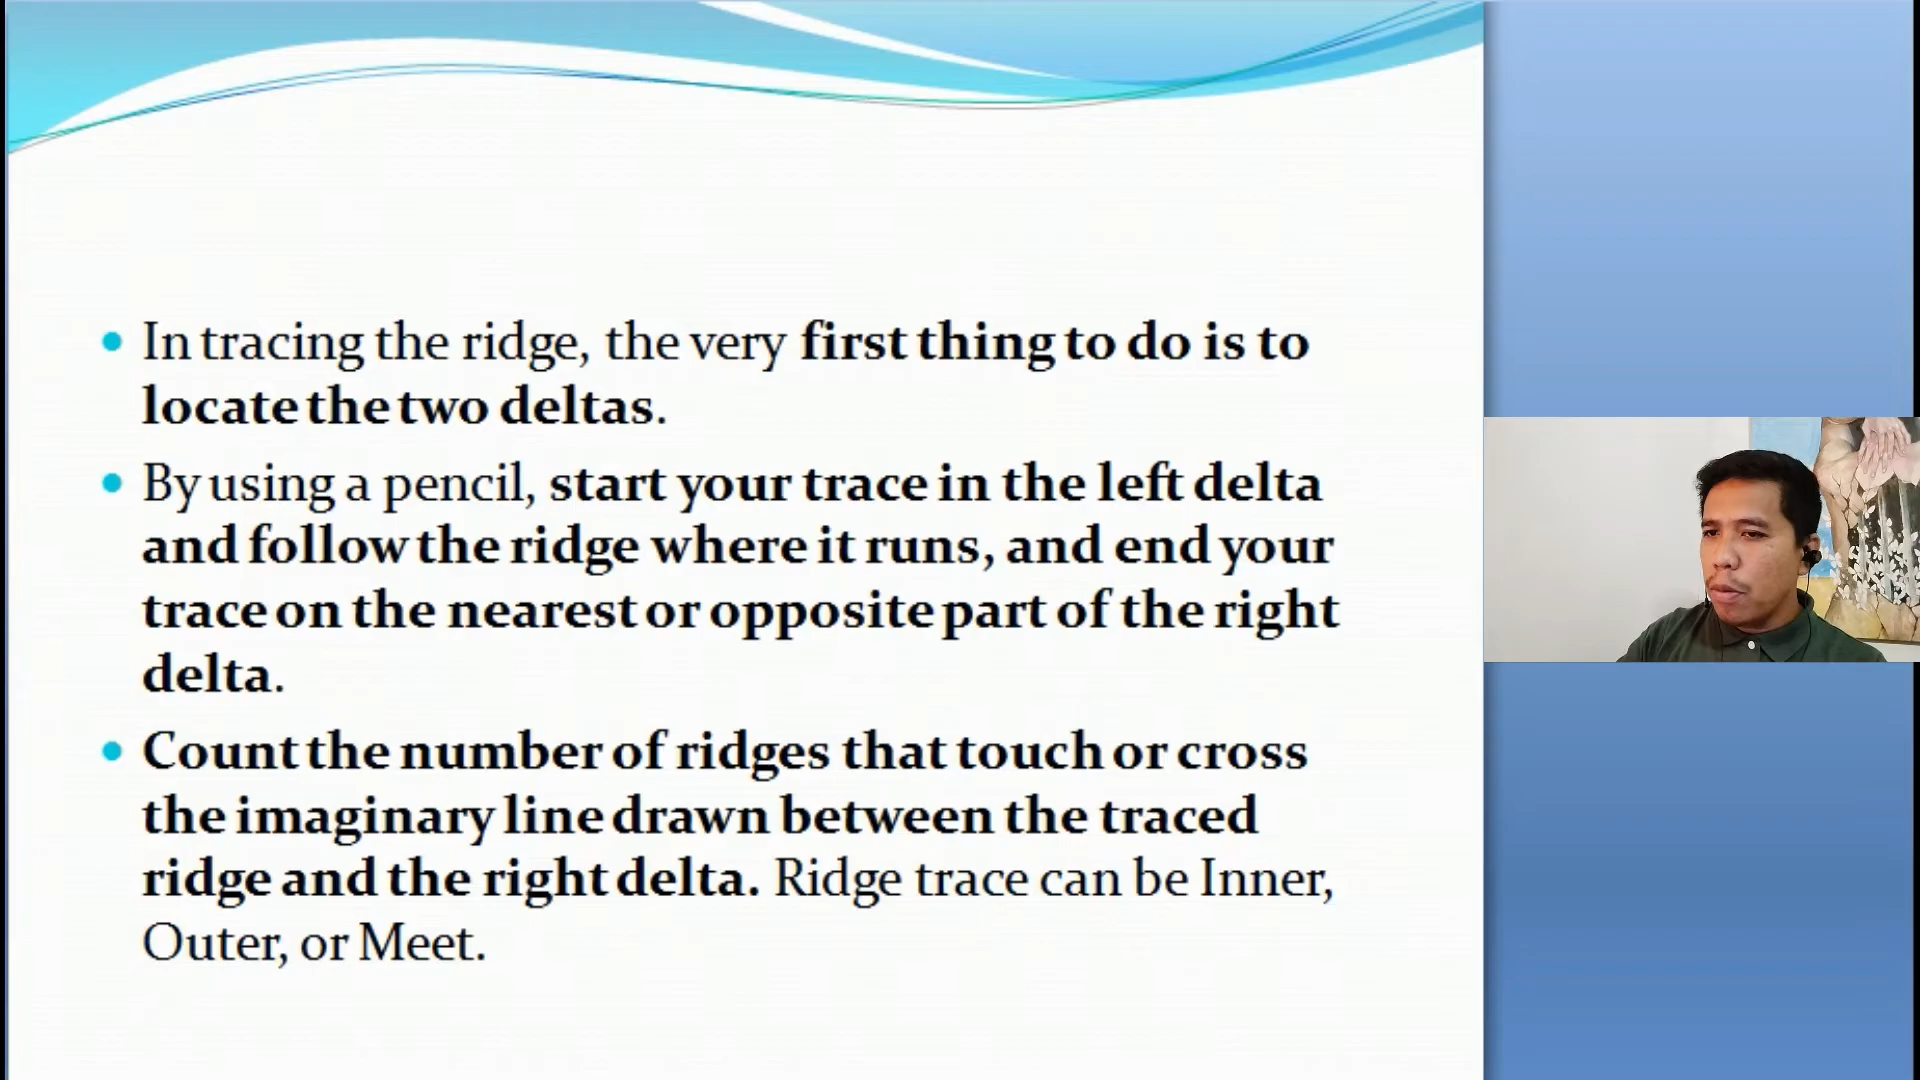 In tracing the ridge, the very first thing to do is to
locate the two deltas.
By using a pencil, start your trace in the left delta
and follow the ridge where it runs, and end your
trace on the nearest or opposite part of the right
delta.
Count the number of ridges that touch or cross
the imaginary line drawn between the traced
ridge and the right delta. Ridge trace can be Inner,
Outer, or Meet.